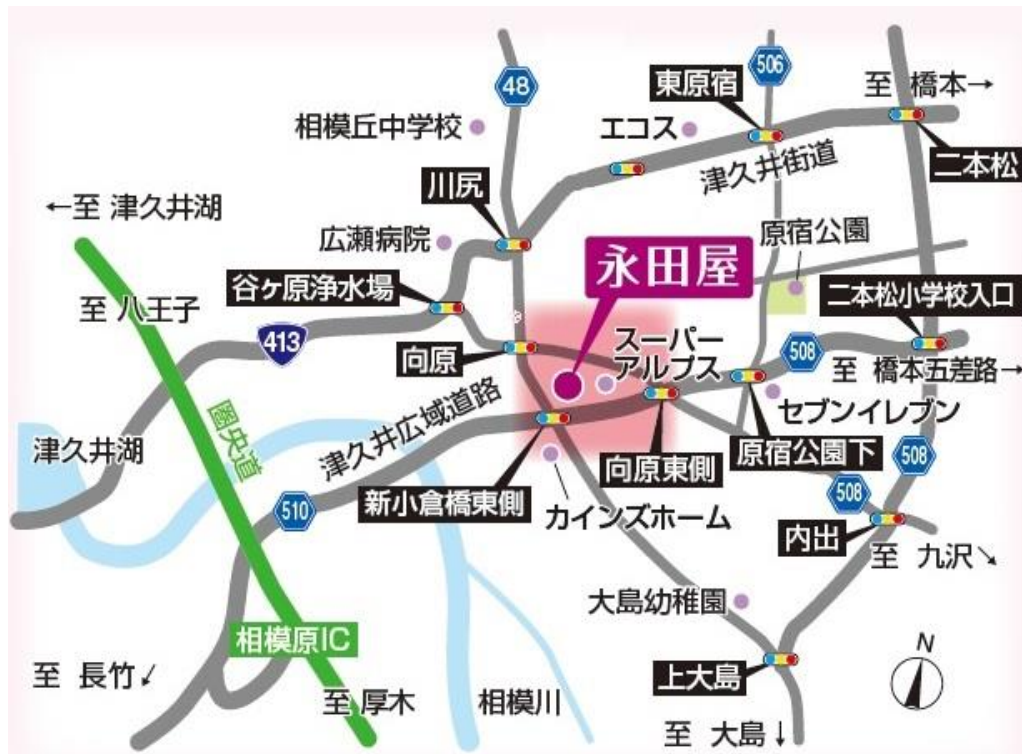 48
東原宿
506
至 橋本→
相模丘中学校
エコス
二本松
津久井街道
川尻
←至 津久井湖
広瀬病院
永田屋
原宿公園
谷ヶ原浄水場
二本松小学校入口
至 八王子
413
向原
スーパー
アルプス
508
至 橋本五差路→
圏央道
津久井広域道路
セブンイレブン
津久井湖
向原東側
原宿公園下
508
新小倉橋東側
508
510
カインズホーム
内出
至 九沢↘
大島幼稚園
相模原IC
N
至 長竹↙
上大島
至 厚木
相模川
至 大島↓